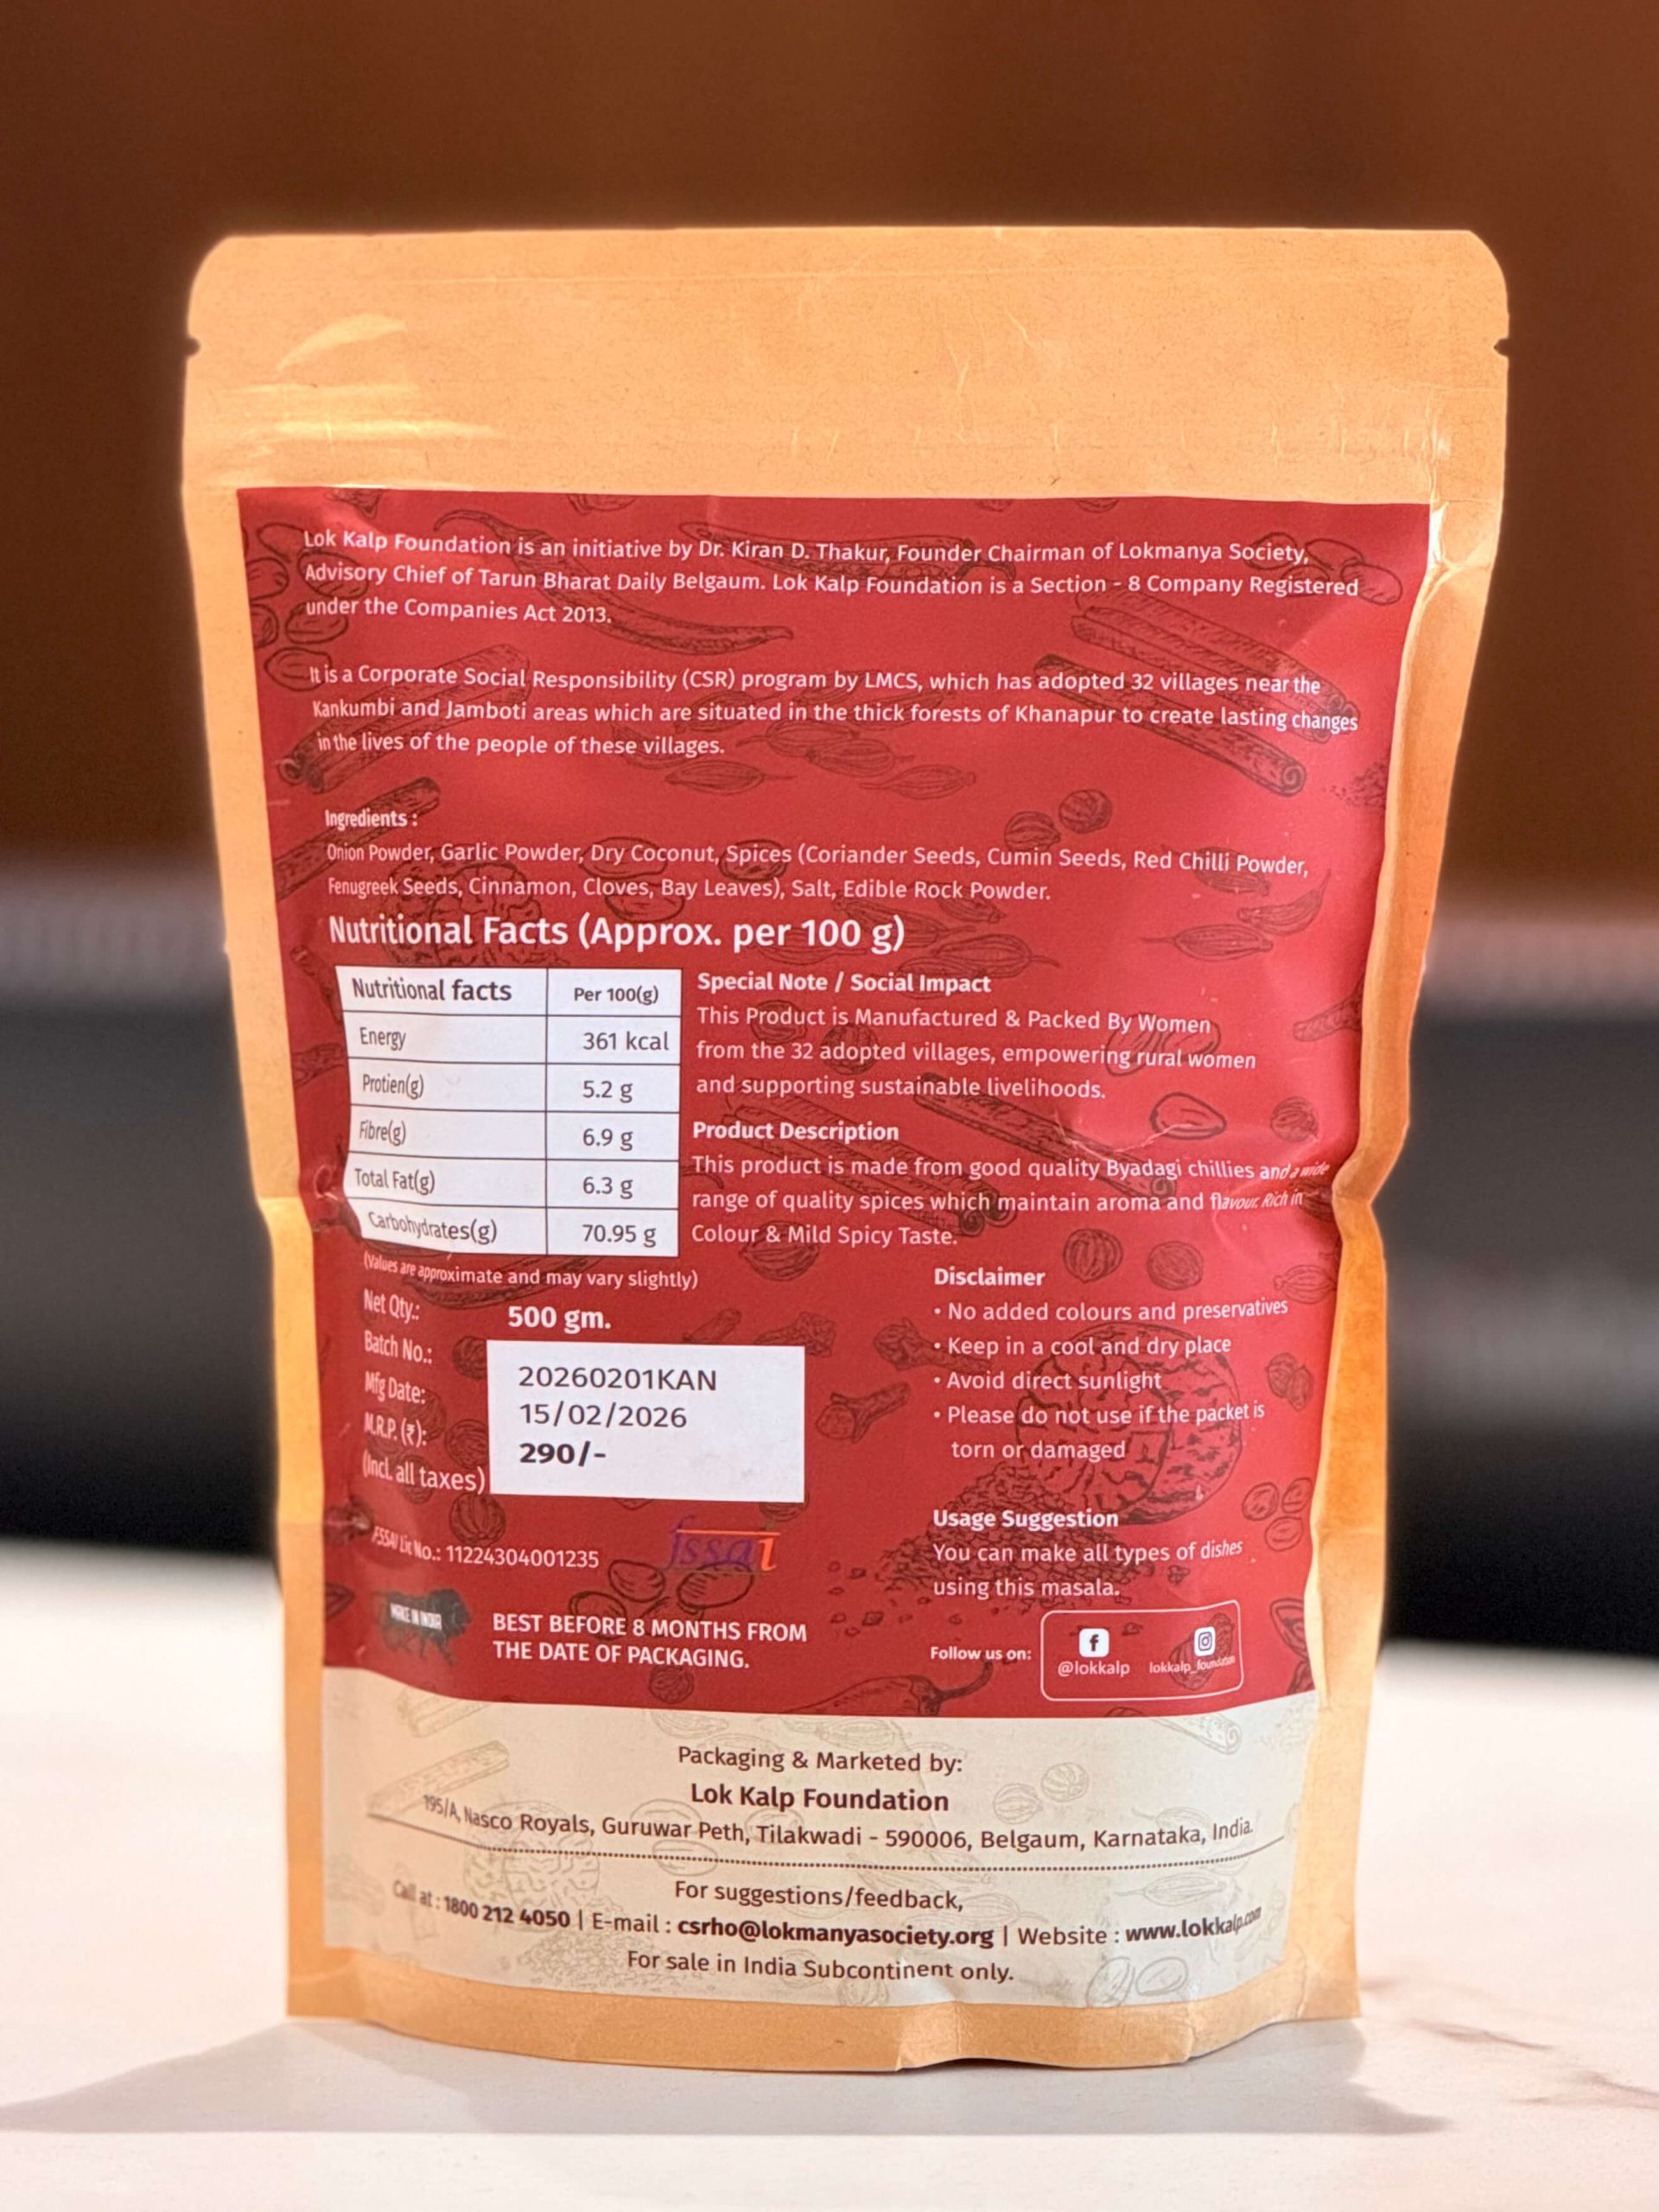 Lok Kalp Foundation is an initiative by Dr. Kiran D. Thakur, Founder Chairman of Lokmanya Society,
Advisory Chief of Tarun Bharat Daily Belgaum. Lok Kalp Foundation is a Section - 8 Company Registered
under the Companies Act 2013.
It is a Corporate Social Responsibility (CSR) program by LMCS, which has adopted 32 villages near the
Kankumbi and Jamboti areas which are situated in the thick forests of Khanapur to create lasting changes
in the lives of the people of these villages.
Ingredients :
Onion Powder, Garlic Powder, Dry Coconut, Spices (Coriander Seeds, Cumin Seeds, Red Chilli Powder,
Fenugreek Seeds, Cinnamon, Cloves, Bay Leaves), Salt, Edible Rock Powder.
Nutritional Facts (Approx. per 100 g)
Nutritional facts Per 100(g)
Energy 361 kcal
Protien(g) 5.2 g
Fibre(g) 6.9 g
Total Fat(g) 6.3 g
Carbohydrates(g) 70.95 g
(Values are approximate and may vary slightly)
Special Note / Social Impact
This Product is Manufactured & Packed By Women
from the 32 adopted villages, empowering rural women
and supporting sustainable livelihoods.
Product Description
This product is made from good quality Byadagi chillies and a wide
range of quality spices which maintain aroma and flavour. Rich in
Colour & Mild Spicy Taste.
Net Qty.: 500 gm.
Batch No.: 20260201KAN
Mfg Date: 15/02/2026
M.R.P. (₹): 290/-
(Incl. all taxes)
FSSAI Lic No.: 11224304001235
fssai
MAKE IN INDIA
BEST BEFORE 8 MONTHS FROM
THE DATE OF PACKAGING.
Disclaimer
• No added colours and preservatives
• Keep in a cool and dry place
• Avoid direct sunlight
• Please do not use if the packet is
torn or damaged
Usage Suggestion
You can make all types of dishes
using this masala.
Follow us on:
@lokkalp lokkalp_foundation
Packaging & Marketed by:
Lok Kalp Foundation
195/A, Nasco Royals, Guruwar Peth, Tilakwadi - 590006, Belgaum, Karnataka, India.
For suggestions/feedback,
Call at : 1800 212 4050 | E-mail : csrho@lokmanyasociety.org | Website : www.lokkalp.com
For sale in India Subcontinent only.